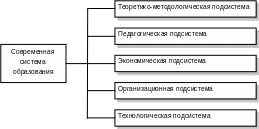 Теоретико-методологическая подсистема
Педагогическая подсистема
Современная
система
образования
Экономическая подсистема
Организационная подсистема
Технологическая подсистема